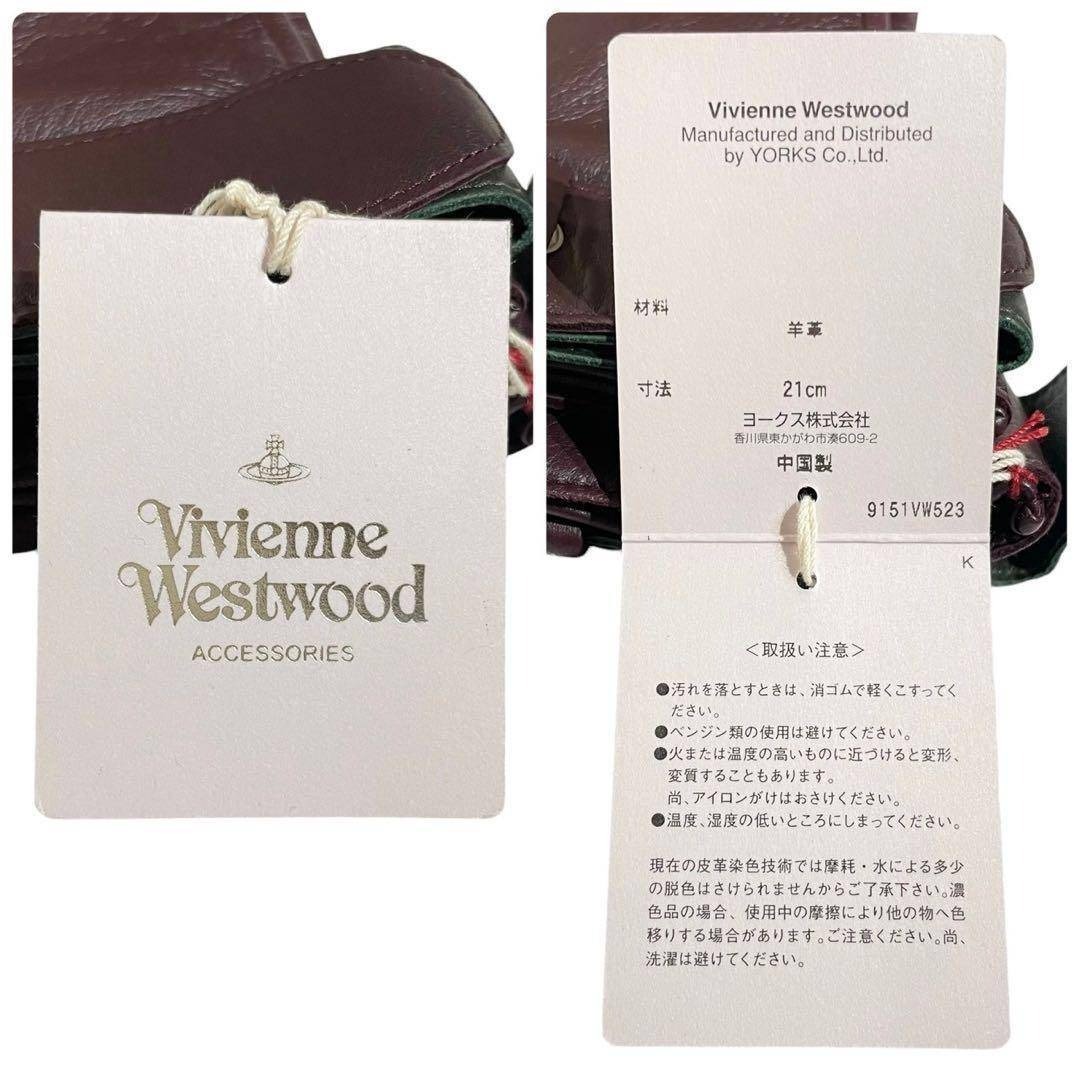 Vivienne
Westwood
ACCESSORIES
Vivienne Westwood
Manufactured and Distributed
by YORKS Co.,Ltd.
材料
羊革
寸法 21cm
ヨークス株式会社
香川県東かがわ市湊609-2
中国製
9151VW523
K
<取扱い注意>
●汚れを落とすときは、消ゴムで軽くこすってく
ださい。
●ベンジン類の使用は避けてください。
●火または温度の高いものに近づけると変形、
変質することもあります。
尚、アイロンがけはおさけください。
●温度、湿度の低いところにしまってください。
現在の皮革染色技術では摩耗・水による多少
の脱色はさけられませんからご了承下さい。濃
色品の場合、使用中の摩擦により他の物へ色
移りする場合があります。ご注意ください。尚、
洗濯は避けてください。